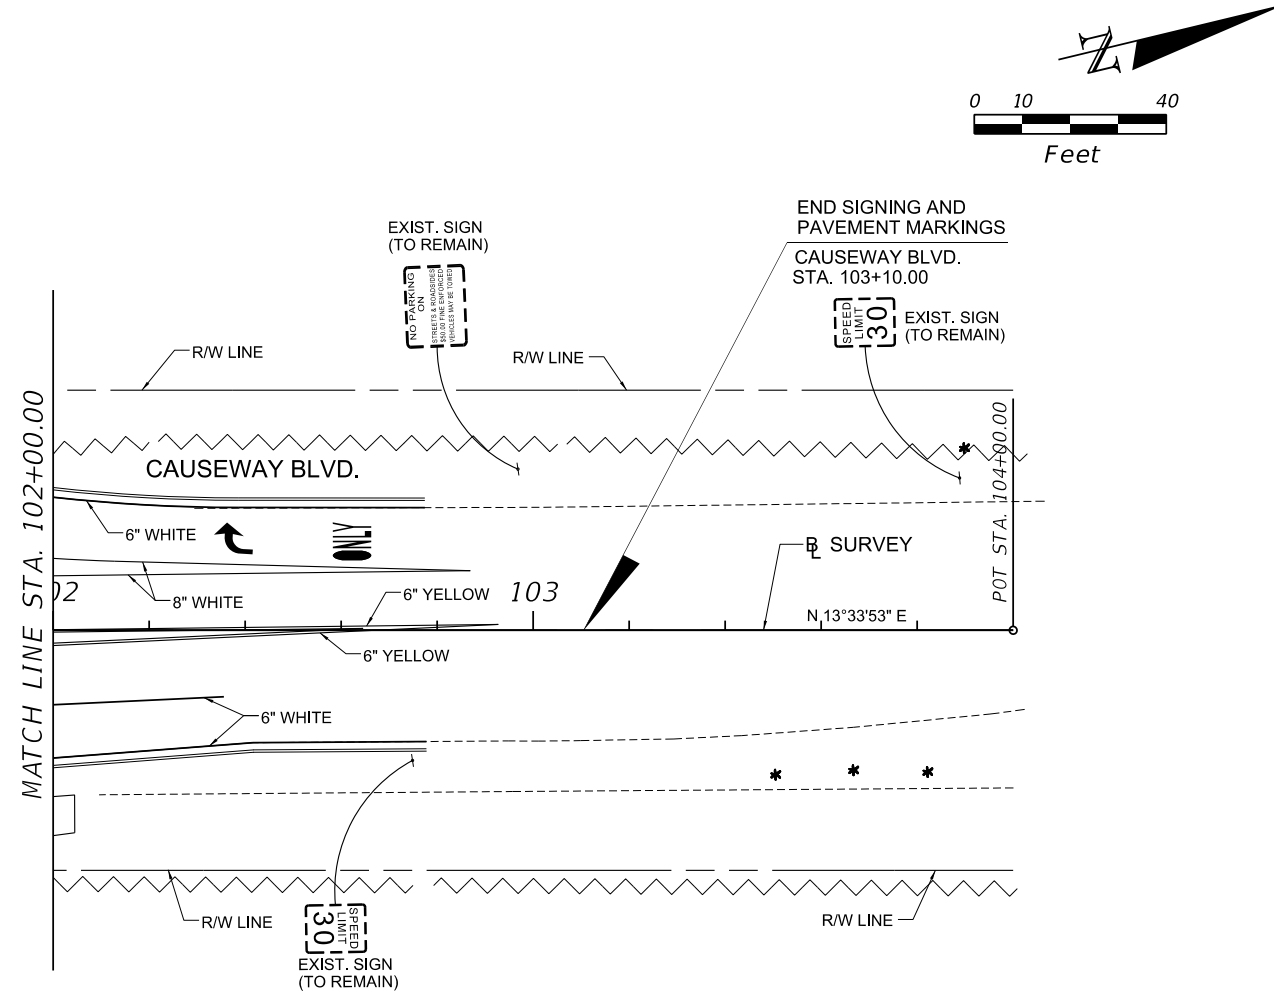 N
0 10 40
Feet
END SIGNING AND
PAVEMENT MARKINGS
CAUSEWAY BLVD.
STA. 103+10.00
EXIST. SIGN
(TO REMAIN)
NO PARKING
ON
STREETS & ROADSIDES
$50.00 FINE ENFORCED
VEHICLES MAY BE TOWED
SPEED
LIMIT
30
EXIST. SIGN
(TO REMAIN)
R/W LINE
R/W LINE
MATCH LINE STA. 102+00.00
POT STA. 104+00.00
CAUSEWAY BLVD.
6" WHITE
ONLY
BL SURVEY
8" WHITE
02
6" YELLOW
103
N 13°33'53" E
6" YELLOW
6" WHITE
R/W LINE
R/W LINE
SPEED
LIMIT
30
EXIST. SIGN
(TO REMAIN)